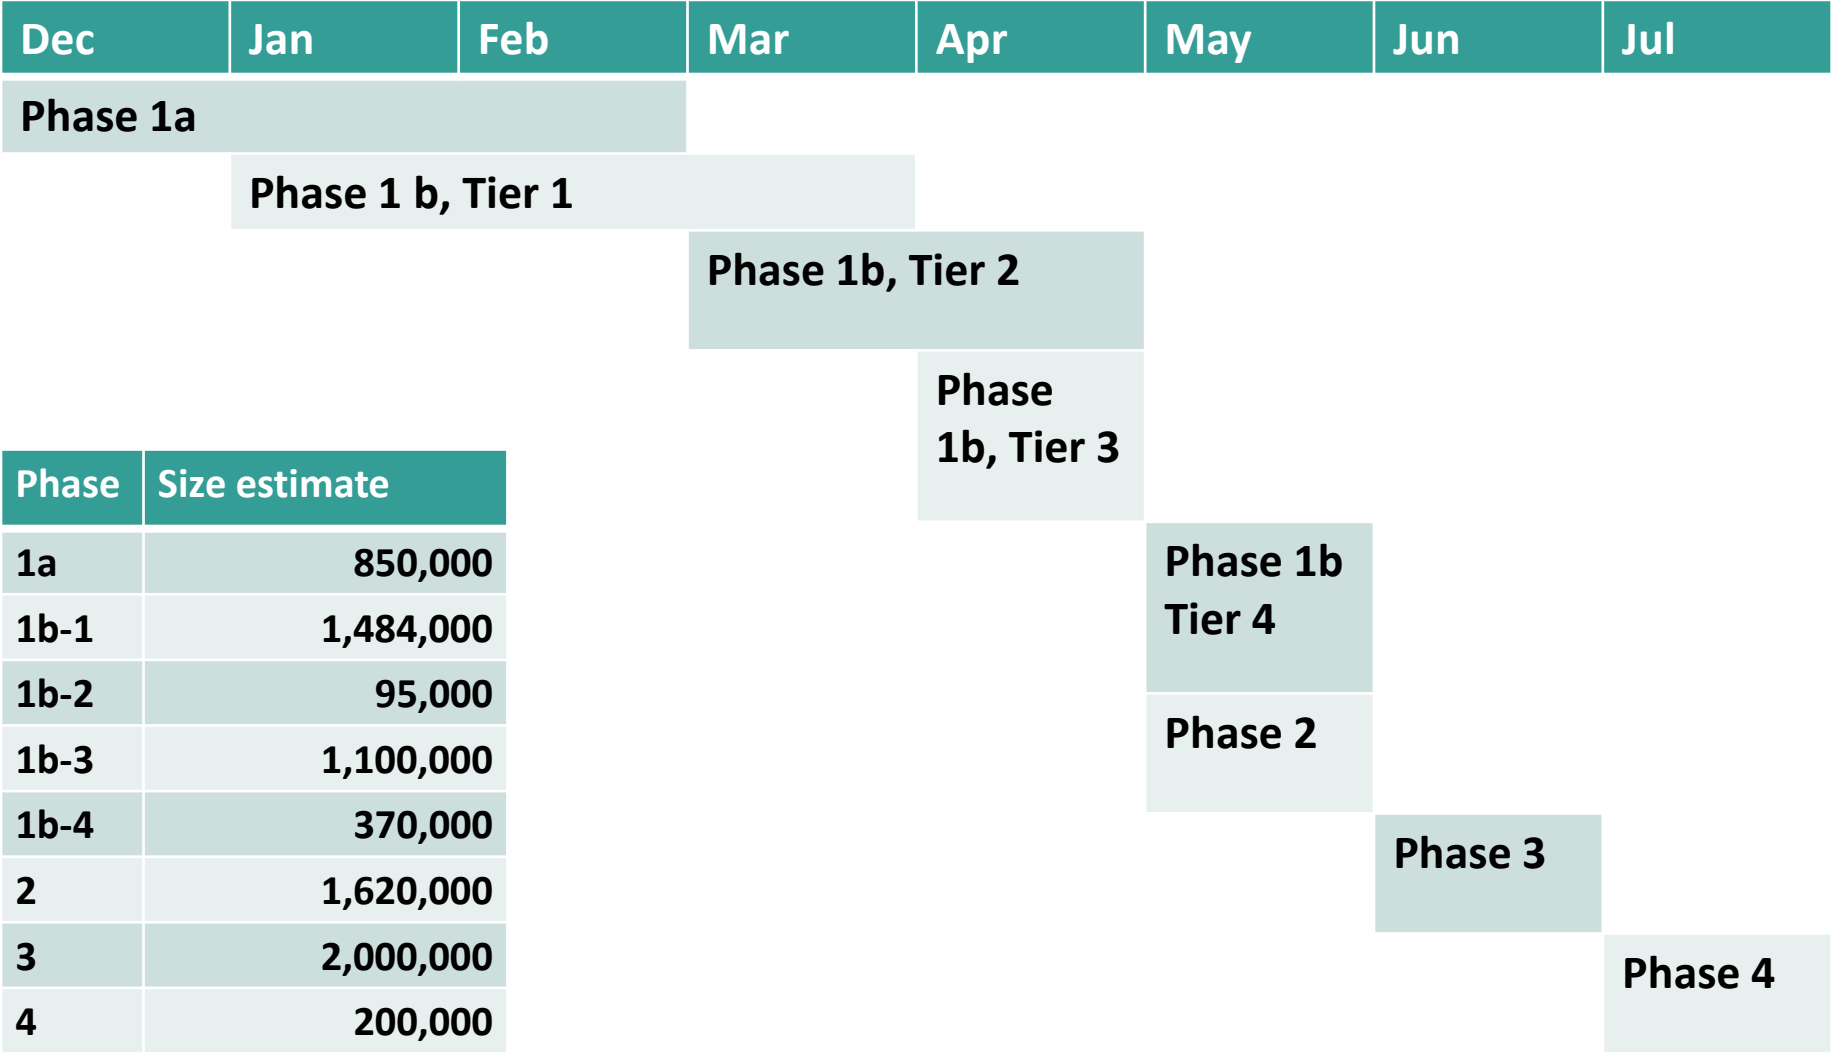 Dec Jan Feb Mar Apr May Jun Jul
Phase 1a
Phase 1 b, Tier 1
Phase 1b, Tier 2
Phase
1b, Tier 3
Phase 1b
Tier 4
Phase 2
Phase 3
Phase 4
Phase Size estimate
1a 850,000
1b-1 1,484,000
1b-2 95,000
1b-3 1,100,000
1b-4 370,000
2 1,620,000
3 2,000,000
4 200,000